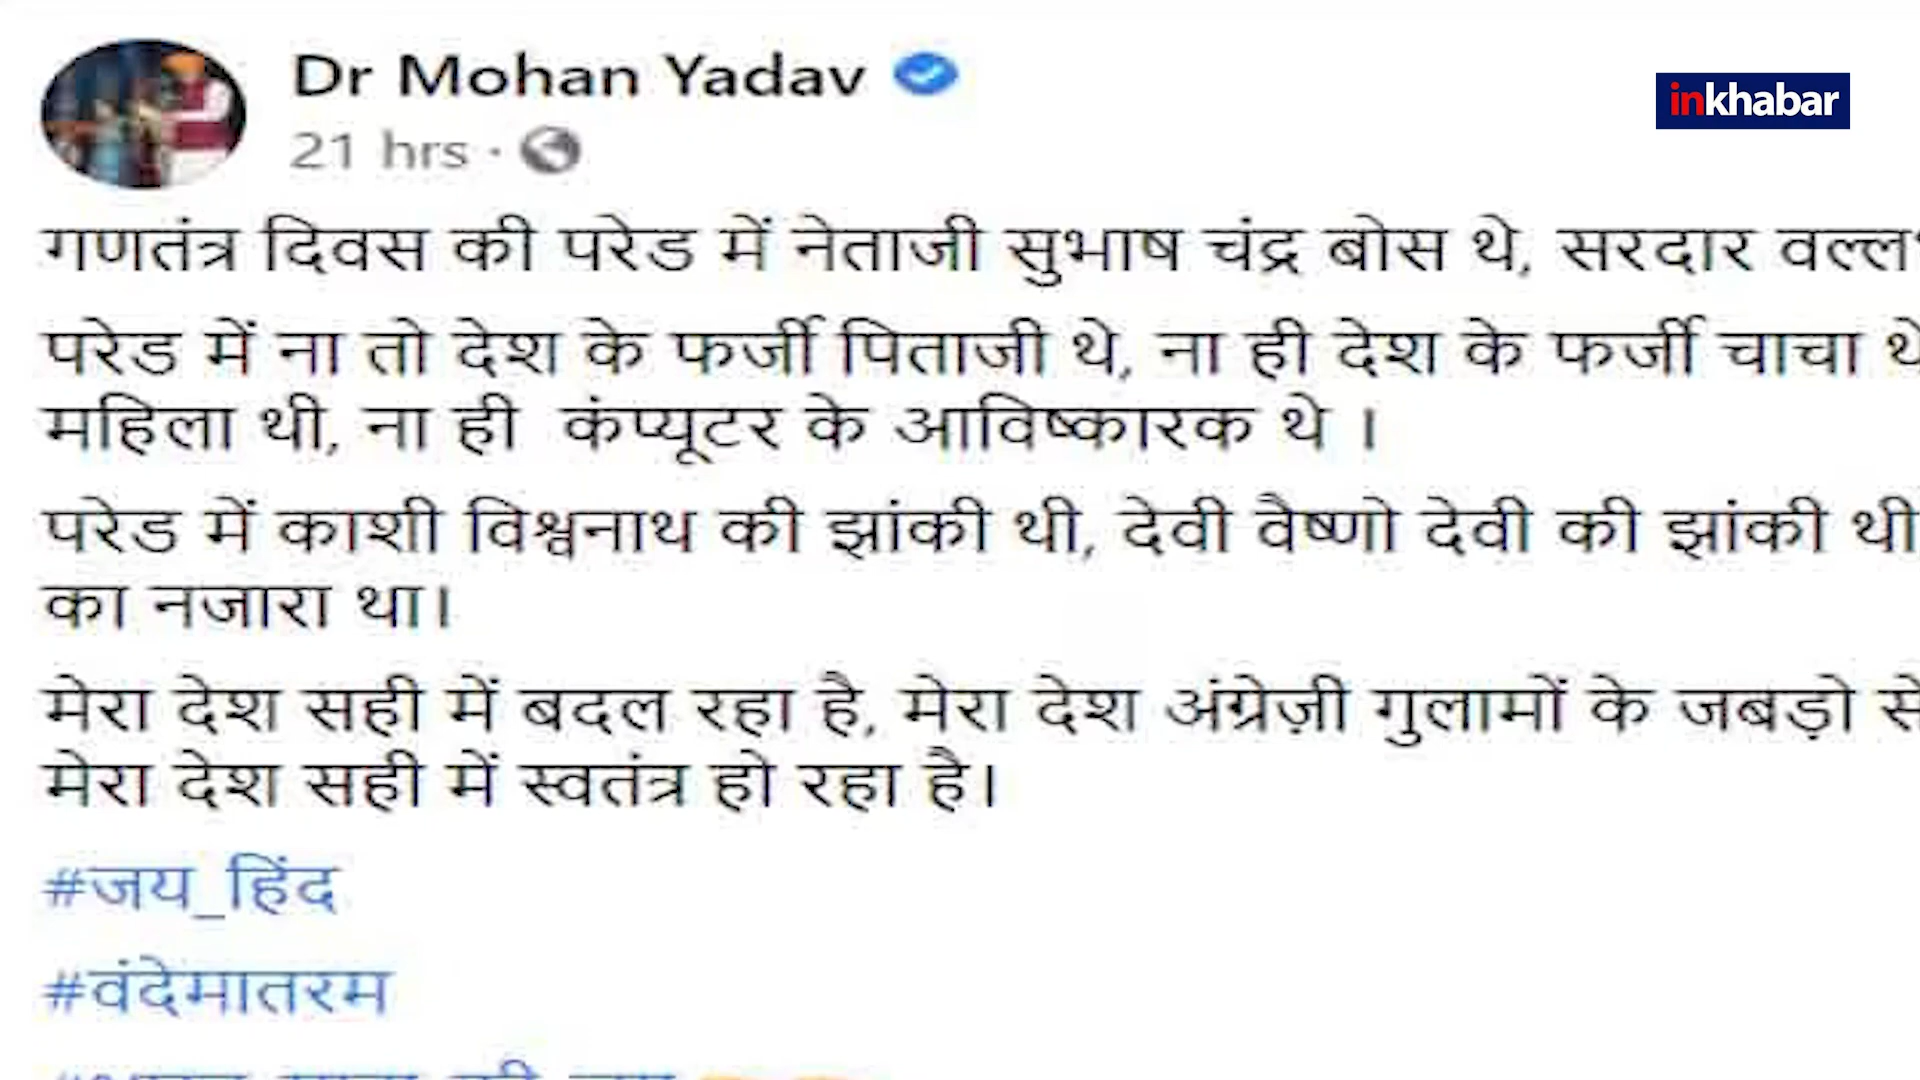 Dr Mohan Yadav
21 hrs ·
inkhabar
गणतंत्र दिवस की परेड में नेताजी सुभाष चंद्र बोस थे, सरदार
परेड में ना तो देश के फर्जी पिताजी थे, ना ही देश के फर्जी चाचा थे
महिला थी, ना ही कंप्यूटर के आविष्कारक थे ।
परेड में काशी विश्वनाथ की झांकी थी, देवी वैष्णो देवी की झांकी थी
का नजारा था।
मेरा देश सही में बदल रहा है, मेरा देश अंग्रेज़ी गुलामों के जबड़ो से
मेरा देश सही में स्वतंत्र हो रहा है।
#जय_हिंद
#वंदेमातरम